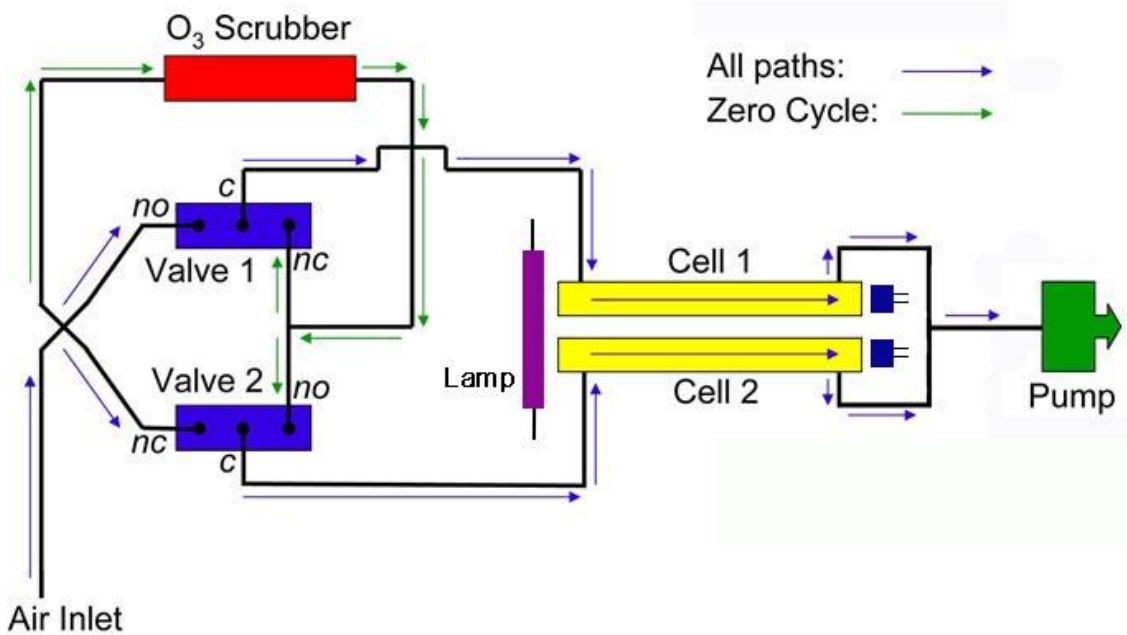 O₃ Scrubber
All paths:
Zero Cycle:
c
no
nc
Valve 1
Cell 1
Valve 2
no
Lamp
Cell 2
Pump
nc
c
Air Inlet